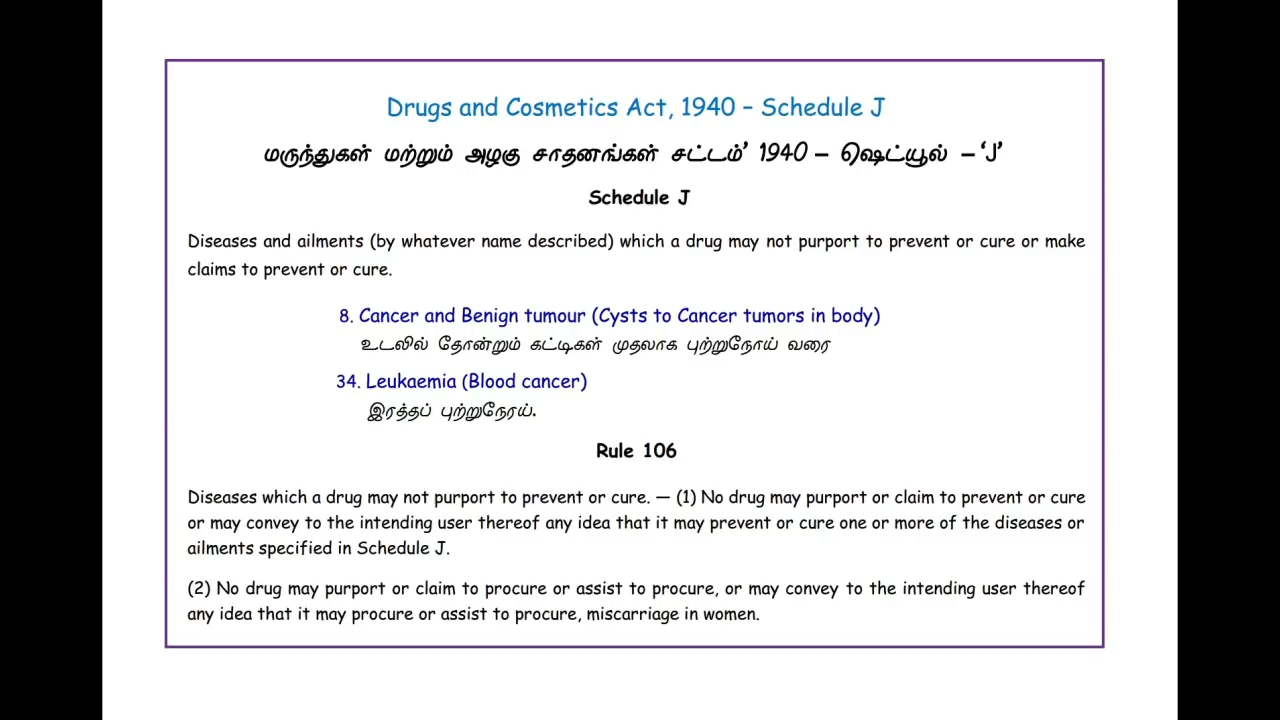 Drugs and Cosmetics Act, 1940 – Schedule J
மருந்துகள் மற்றும் அழகு சாதனங்கள் சட்டம்' 1940 – ஷெட்யூல் – 'J'
Schedule J
Diseases and ailments (by whatever name described) which a drug may not purport to prevent or cure or make
claims to prevent or cure.
8. Cancer and Benign tumour (Cysts to Cancer tumors in body)
உடலில் தோன்றும் கட்டிகள் முதலாக புற்றுநோய் வரை
34. Leukaemia (Blood cancer)
இரத்தப் புற்றுநேரய்.
Rule 106
Diseases which a drug may not purport to prevent or cure. — (1) No drug may purport or claim to prevent or cure
or may convey to the intending user thereof any idea that it may prevent or cure one or more of the diseases or
ailments specified in Schedule J.
(2) No drug may purport or claim to procure or assist to procure, or may convey to the intending user thereof
any idea that it may procure or assist to procure, miscarriage in women.